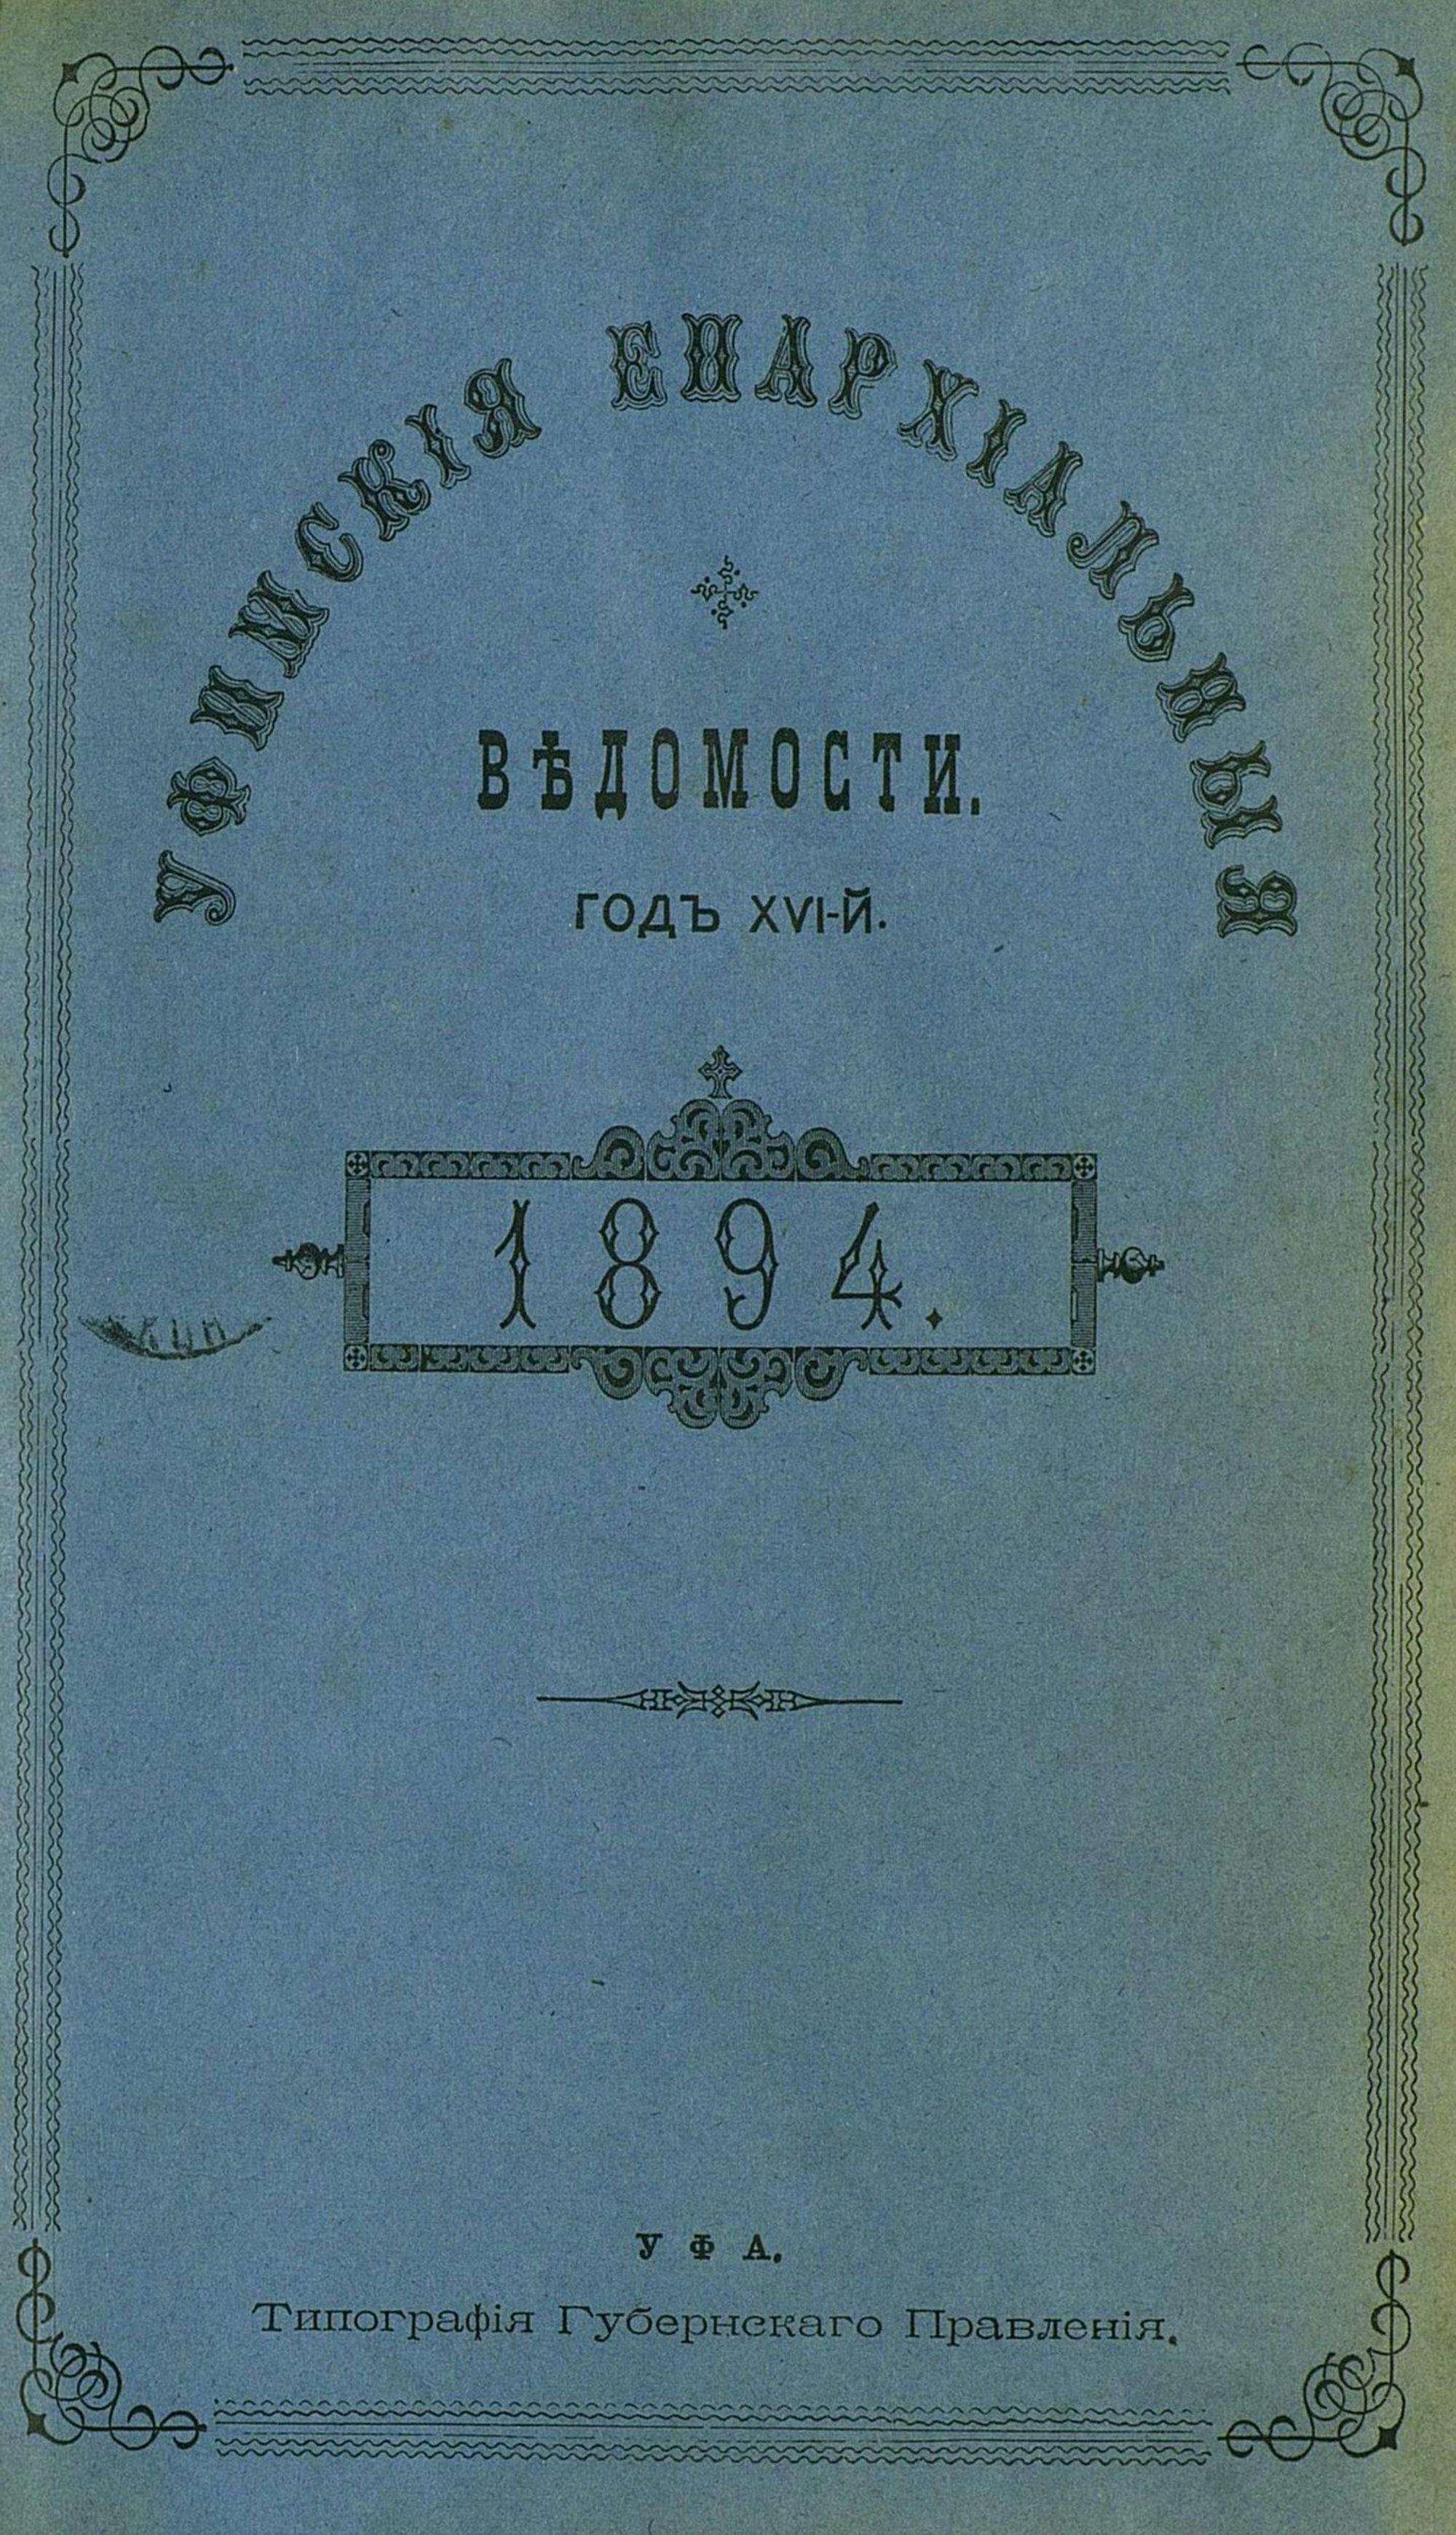 УФИМСКІЯ ЕПАРХІАЛЬНЫЯ
ВѢДОМОСТИ.
ГОДЪ XVI-Й.
1894.
УФА.
Типографія Губернскаго Правленія.